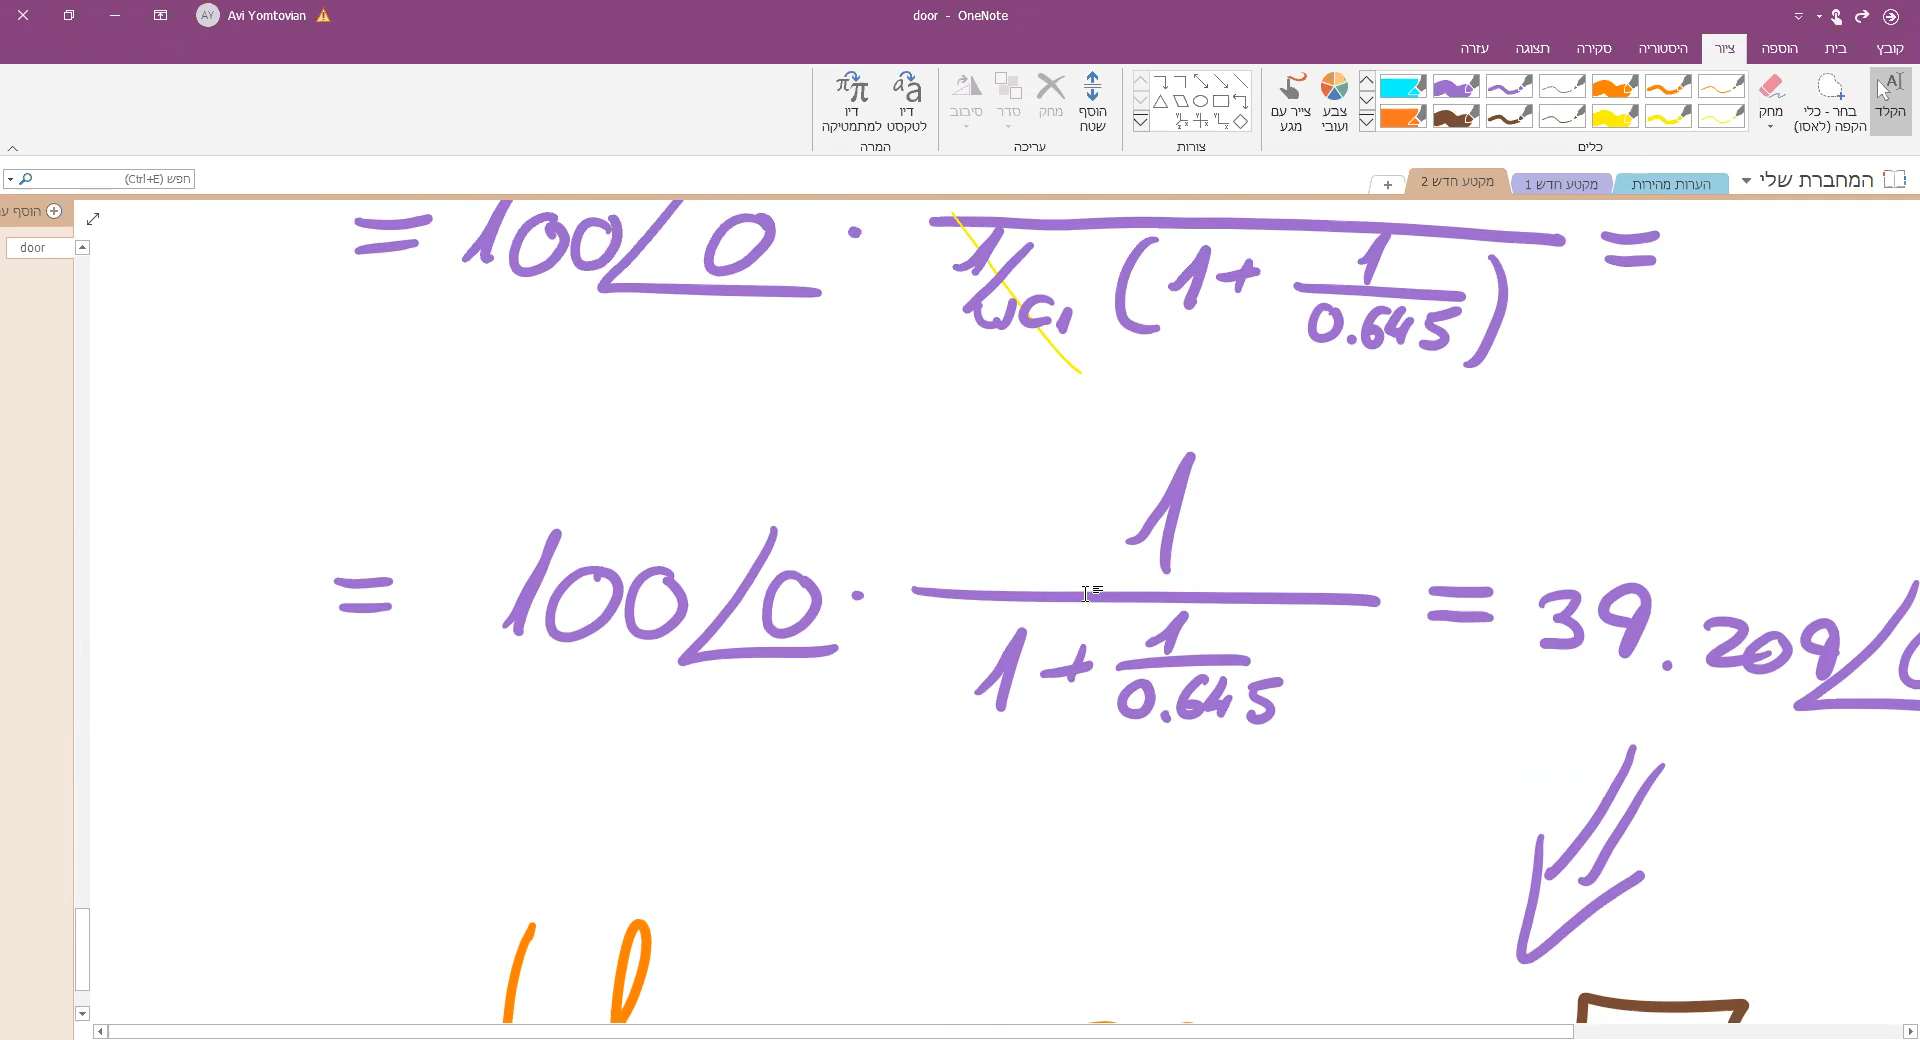 Avi Yomtovian AY
door - OneNote
קובץ בית הוספה ציור היסטוריה סקירה תצוגה עזרה
הקלד
בחר - כלי הקפה (לאסו)
מחק
צבע ועובי
צייר עם מגע
הוסף שטח
מחק
סדר
סיבוב
דיו לטקסט
דיו למתמטיקה
כלים
צורות
עריכה
המרה
המחברת שלי
הערות מהירות
מקטע חדש 1
מקטע חדש 2
+
חפש (Ctrl+E)
הוסף
door
= 100∠0 · 1/ωC₁ (1 + 1/0.645) =
= 100∠0 · 1/(1 + 1/0.645) = 39.209∠